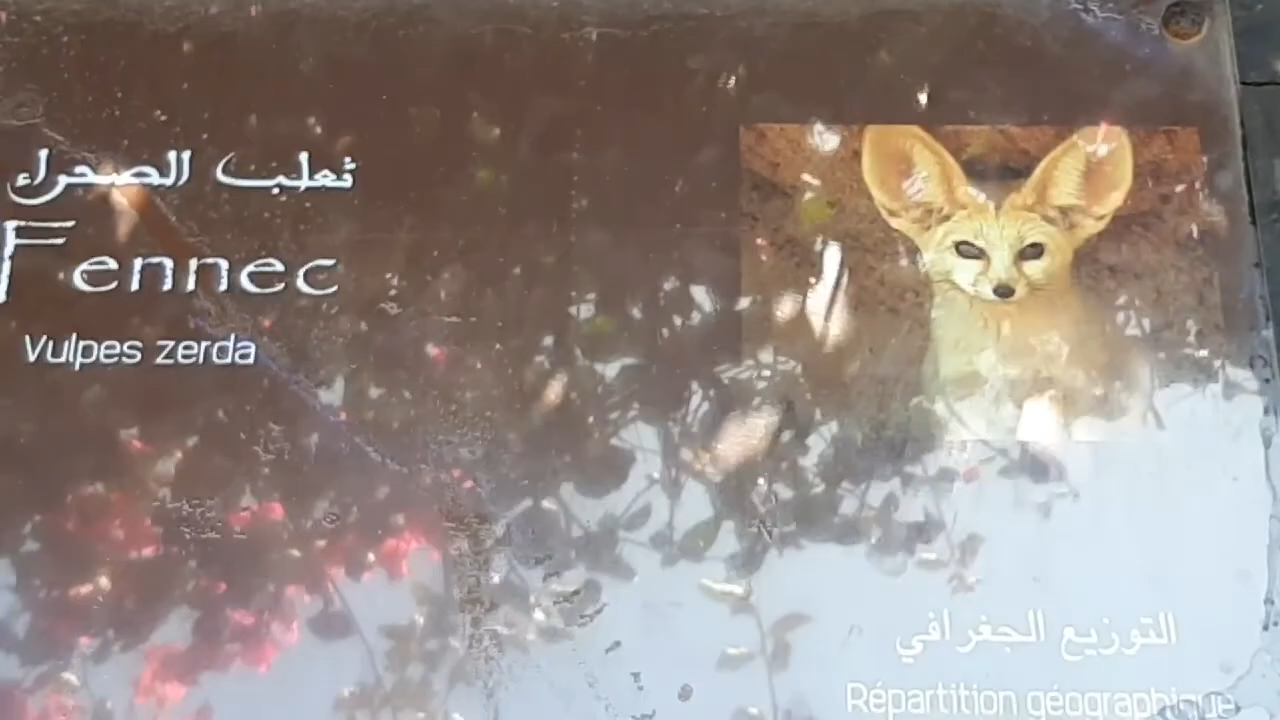 ثعلب الصحراء
Fennec
Vulpes zerda
التوزيع الجغرافي
Répartition géographique